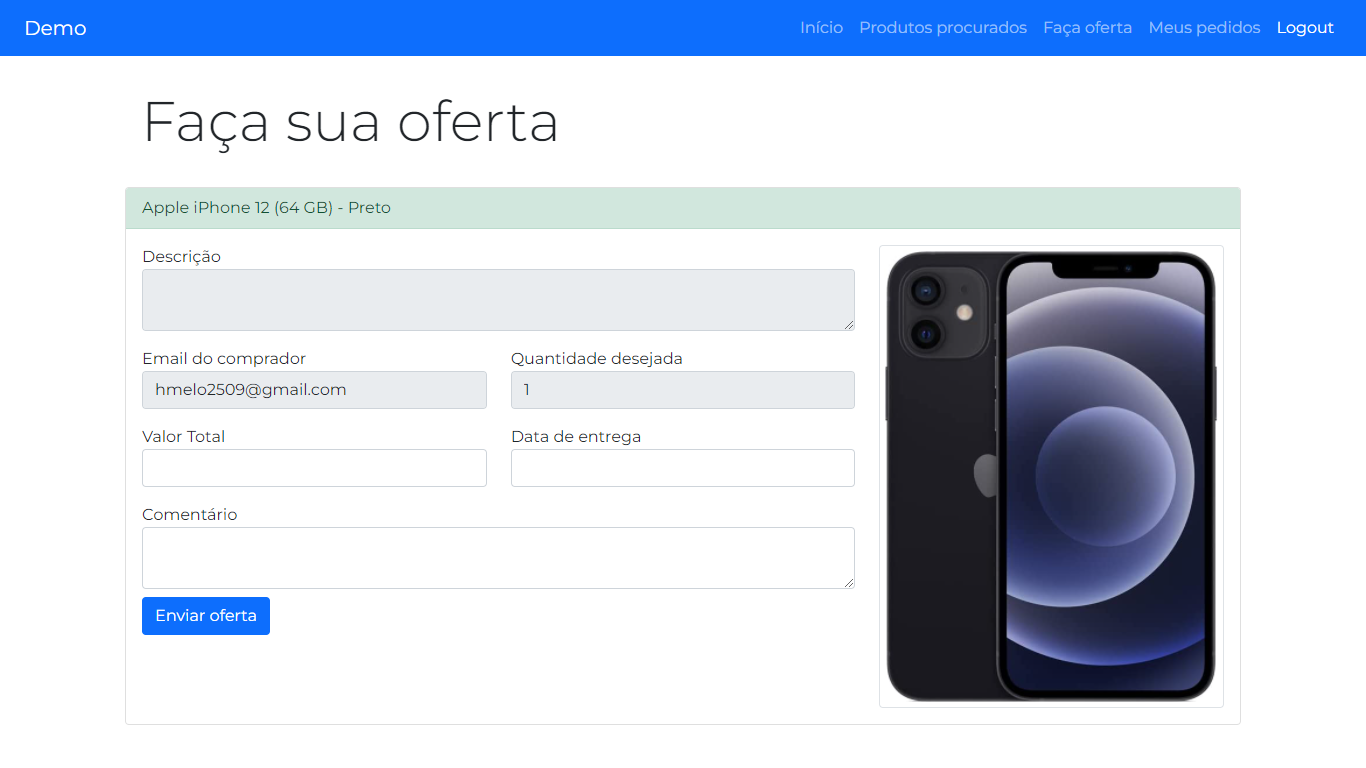 Demo
Início Produtos procurados Faça oferta Meus pedidos Logout
Faça sua oferta
Apple iPhone 12 (64 GB) - Preto
Descrição
Email do comprador Quantidade desejada
hmelo2509@gmail.com 1
Valor Total Data de entrega
Comentário
Enviar oferta